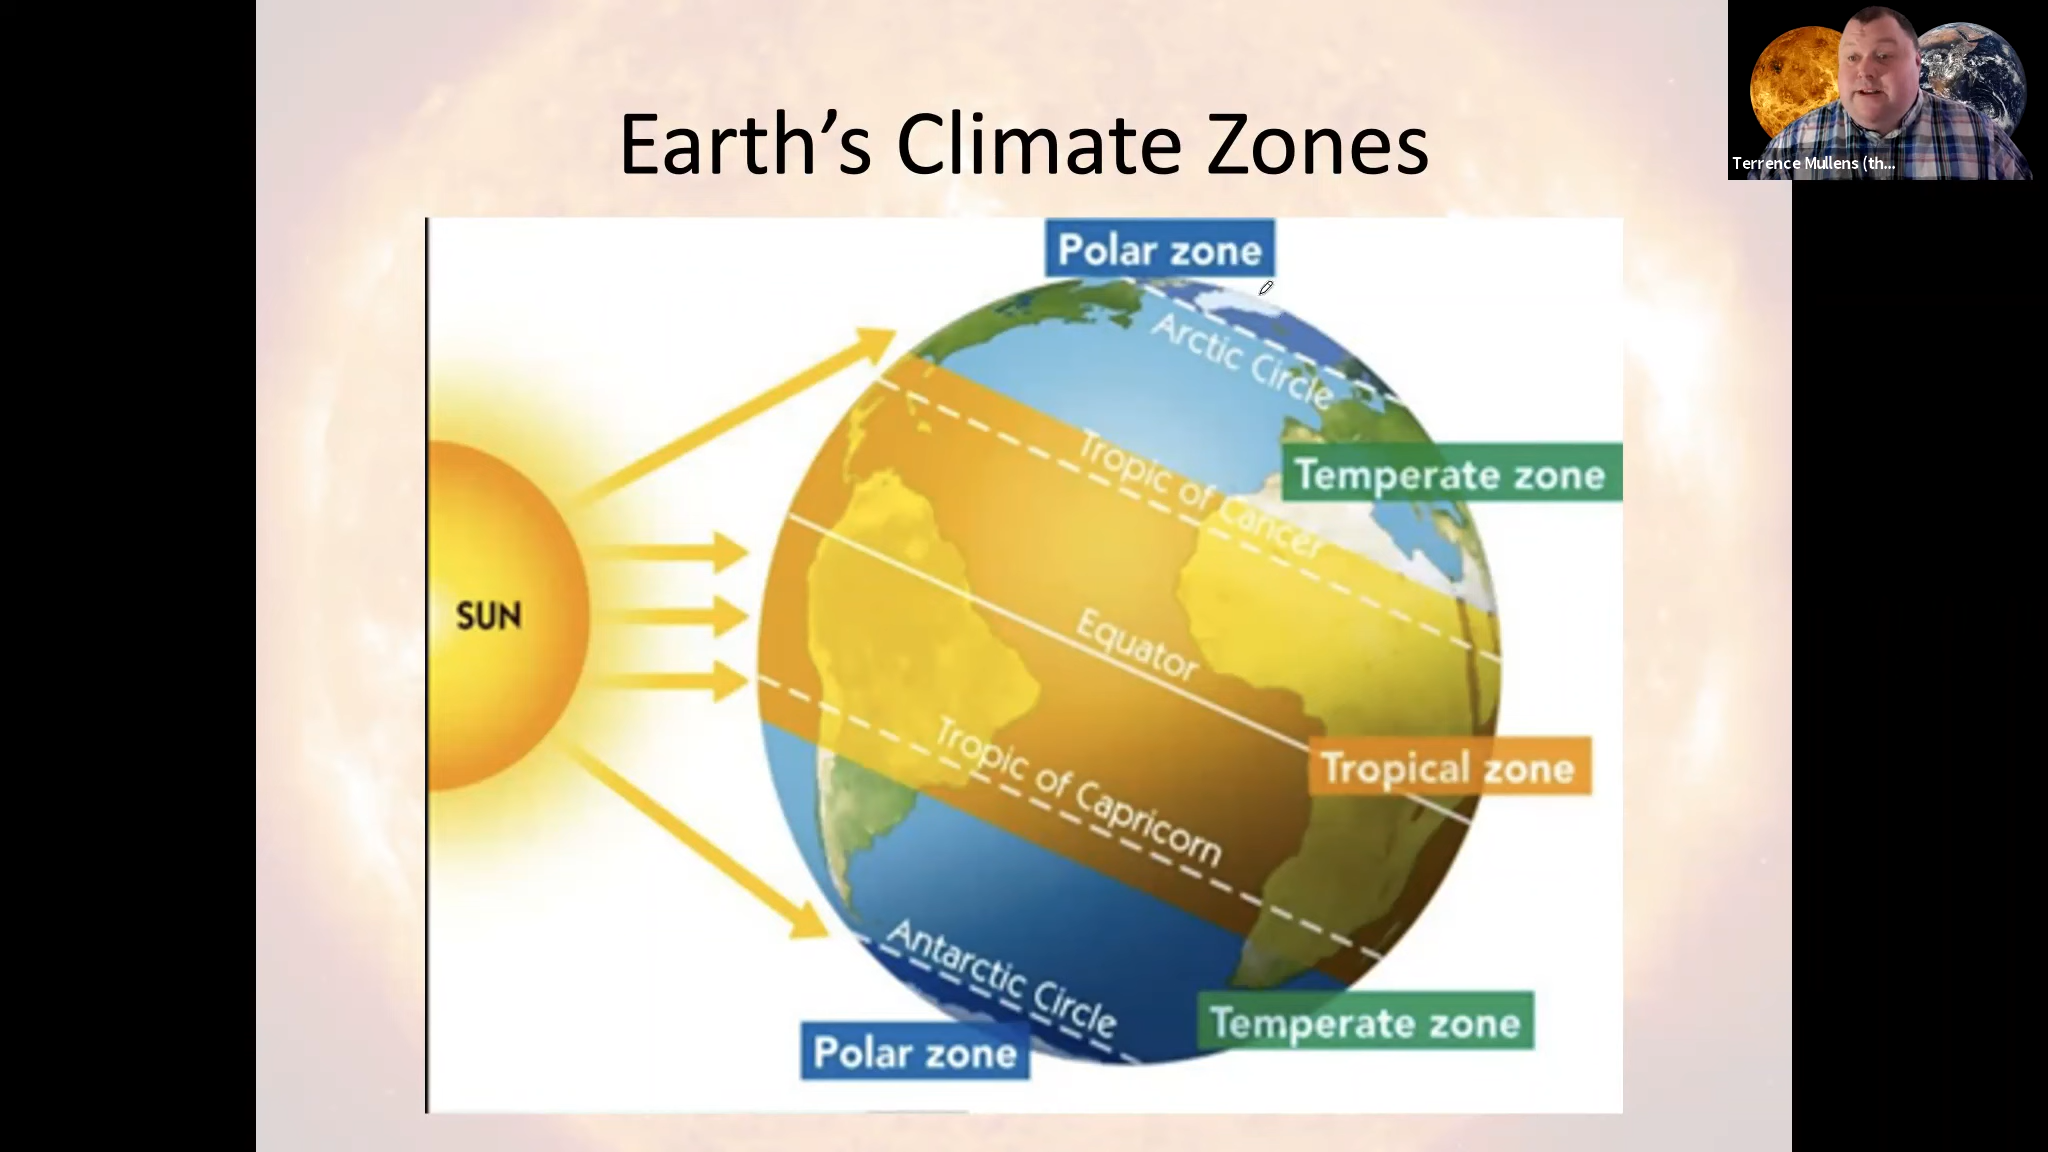 Earth’s Climate Zones
Terrence Mullens (th...
Polar zone
Arctic Circle
Temperate zone
Tropic of Cancer
SUN
Equator
Tropical zone
Tropic of Capricorn
Antarctic Circle
Temperate zone
Polar zone